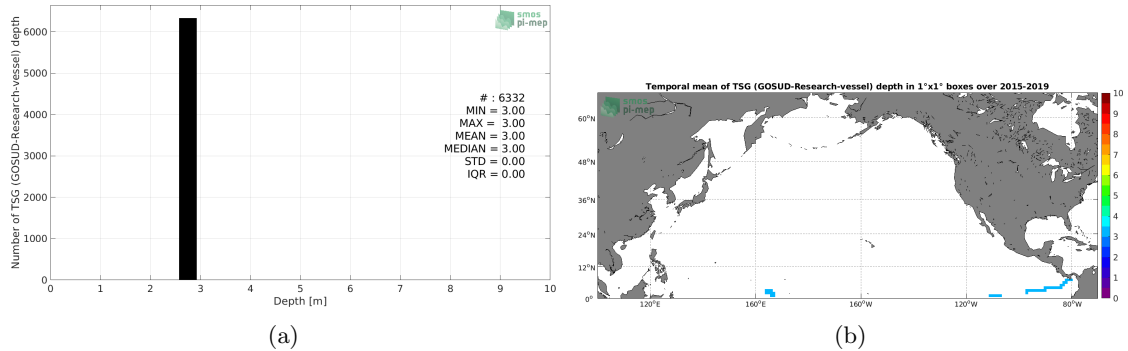 smos
pi-mep
Number of TSG (GOSUD-Research-vessel) depth
6000
5000
4000
3000
2000
1000
0
# : 6332
MIN = 3.00
MAX = 3.00
MEAN = 3.00
MEDIAN = 3.00
STD = 0.00
IQR = 0.00
0 1 2 3 4 5 6 7 8 9 10
Depth [m]
(a)
Temporal mean of TSG (GOSUD-Research-vessel) depth in 1°x1° boxes over 2015-2019
smos
pi-mep
60°N
48°N
36°N
24°N
12°N
0°
120°E 160°E 160°W 120°W 80°W
10
9
8
7
6
5
4
3
2
1
0
(b)